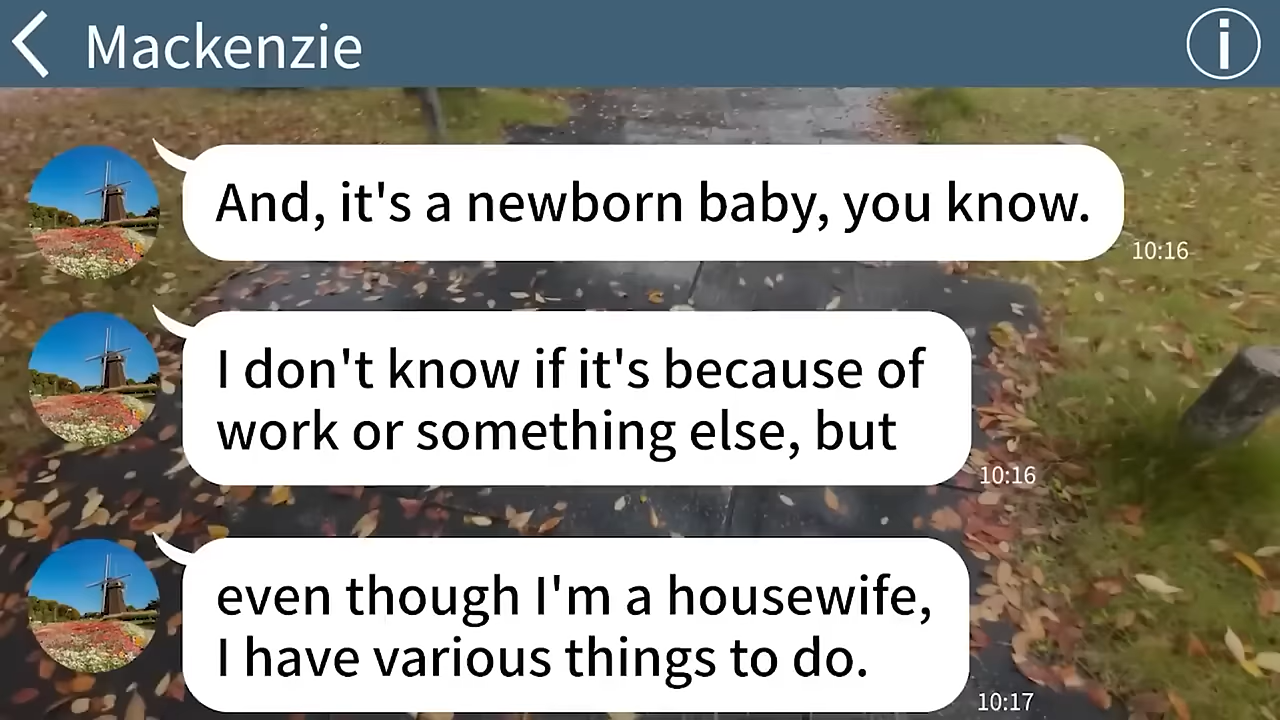 Mackenzie
And, it's a newborn baby, you know.
10:16
I don't know if it's because of
work or something else, but
10:16
even though I'm a housewife,
I have various things to do.
10:17